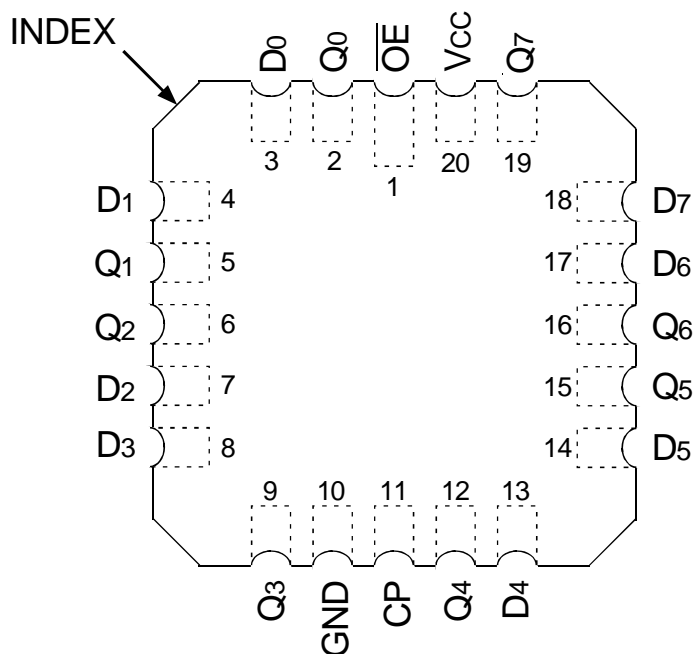 INDEX
D0 Q0 O̅E̅ VCC Q7
3 2 1 20 19
D1 4 18 D7
Q1 5 17 D6
Q2 6 16 Q6
D2 7 15 Q5
D3 8 14 D5
9 10 11 12 13
Q3 GND CP Q4 D4